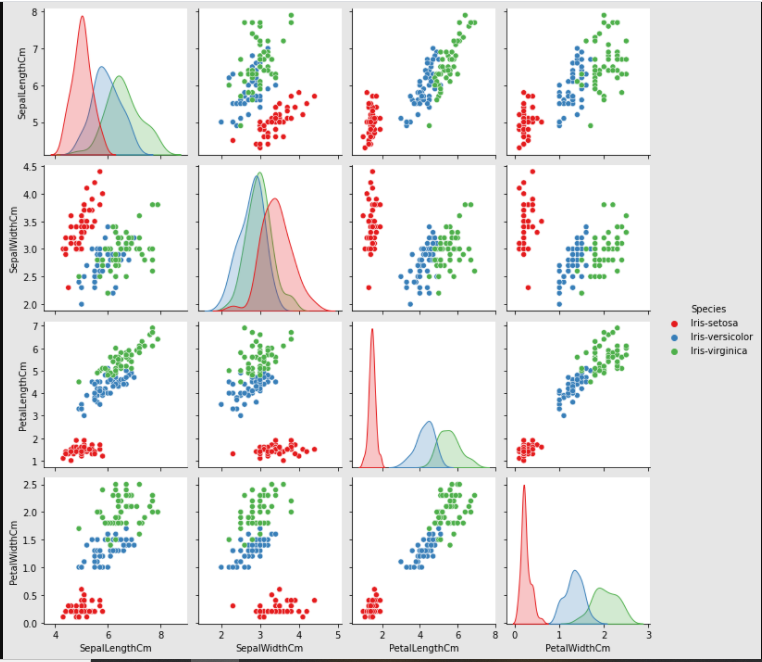 8
7
6
5
SepalLengthCm
4.5
4.0
3.5
3.0
2.5
2.0
SepalWidthCm
Species
Iris-setosa
Iris-versicolor
Iris-virginica
7
6
5
4
3
2
1
PetalLengthCm
2.5
2.0
1.5
1.0
0.5
0.0
PetalWidthCm
4 6 8
SepalLengthCm
2 3 4 5
SepalWidthCm
2 4 6 8
PetalLengthCm
0 1 2 3
PetalWidthCm